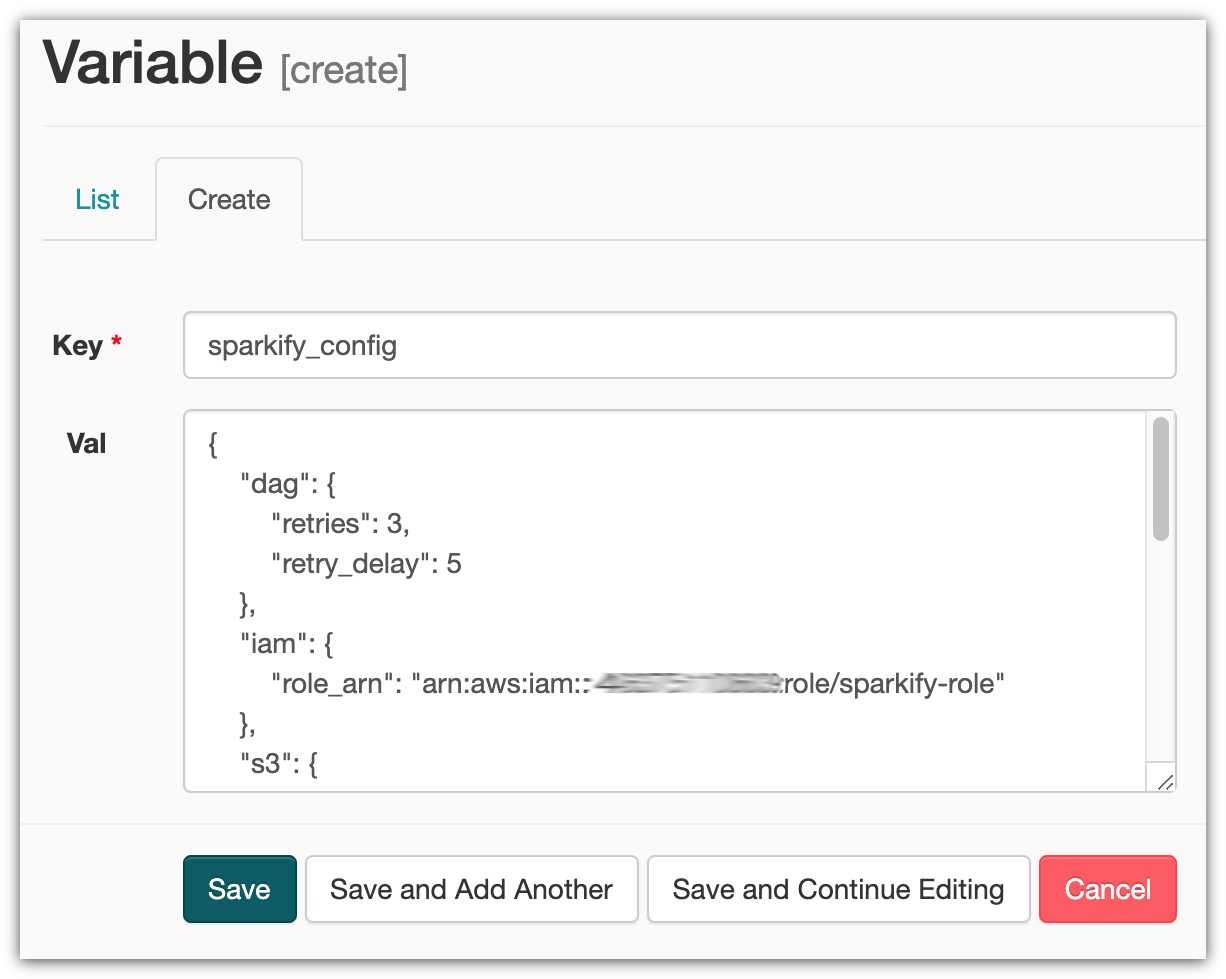 Variable [create]
List
Create
Key *
sparkify_config
Val
{
"dag": {
"retries": 3,
"retry_delay": 5
},
"iam": {
"role_arn": "arn:aws:iam:: :role/sparkify-role"
},
"s3": {
Save
Save and Add Another
Save and Continue Editing
Cancel